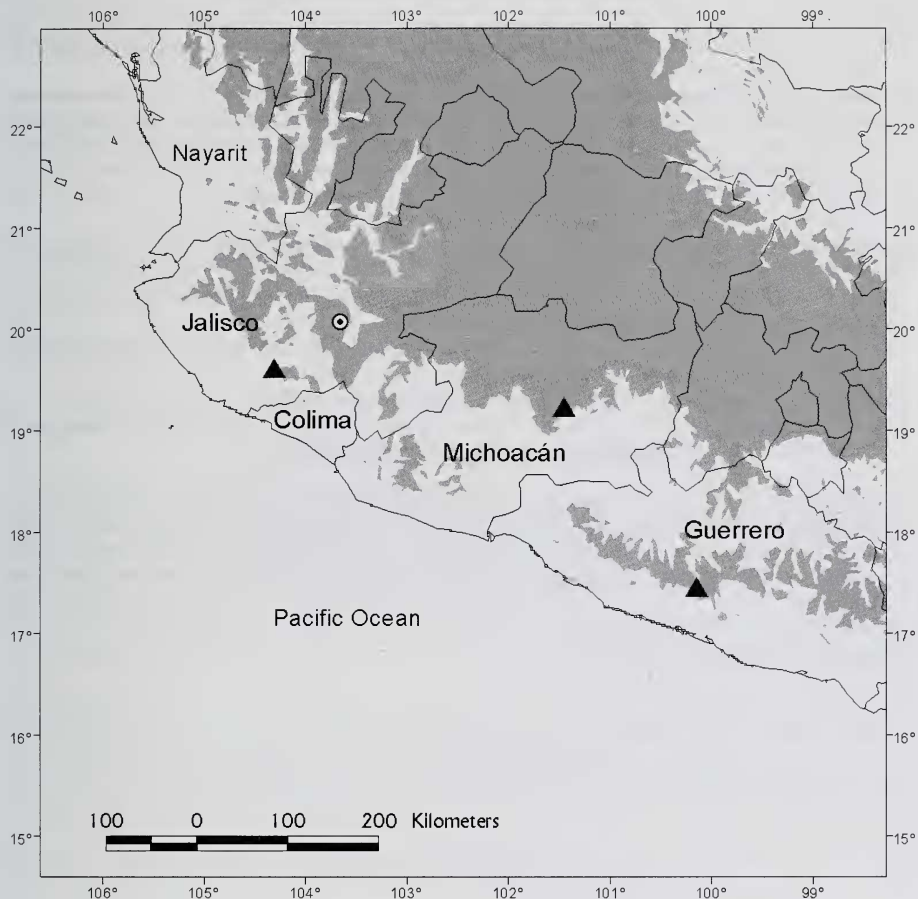 106° 105° 104° 103° 102° 101° 100° 99°
22° 22°
Nayarit
21° 21°
20° Jalisco 20°
19° Colima 19°
Michoacán
18° Guerrero 18°
Pacific Ocean
17° 17°
16° 16°
100 0 100 200 Kilometers
15° 15°
106° 105° 104° 103° 102° 101° 100° 99°